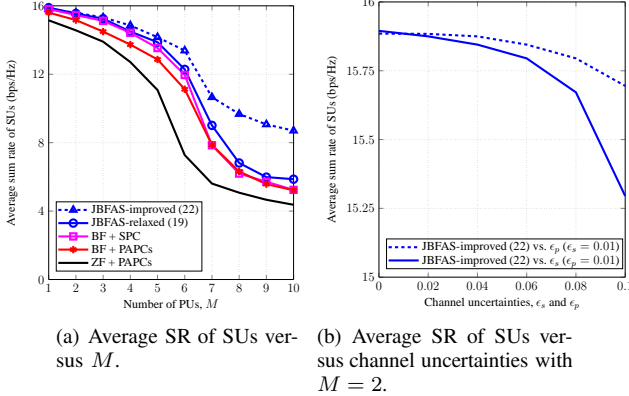 16
12
8
4
0
1 2 3 4 5 6 7 8 9 10
Average sum rate of SUs (bps/Hz)
Number of PUs, M
JBFAS-improved (22)
JBFAS-relaxed (19)
BF + SPC
BF + PAPCs
ZF + PAPCs
(a) Average SR of SUs ver-
sus M.
16
15.75
15.5
15.25
15
0 0.02 0.04 0.06 0.08 0.1
Average sum rate of SUs (bps/Hz)
Channel uncertainties, ϵs and ϵp
JBFAS-improved (22) vs. ϵp (ϵs = 0.01)
JBFAS-improved (22) vs. ϵs (ϵp = 0.01)
(b) Average SR of SUs ver-
sus channel uncertainties with
M = 2.